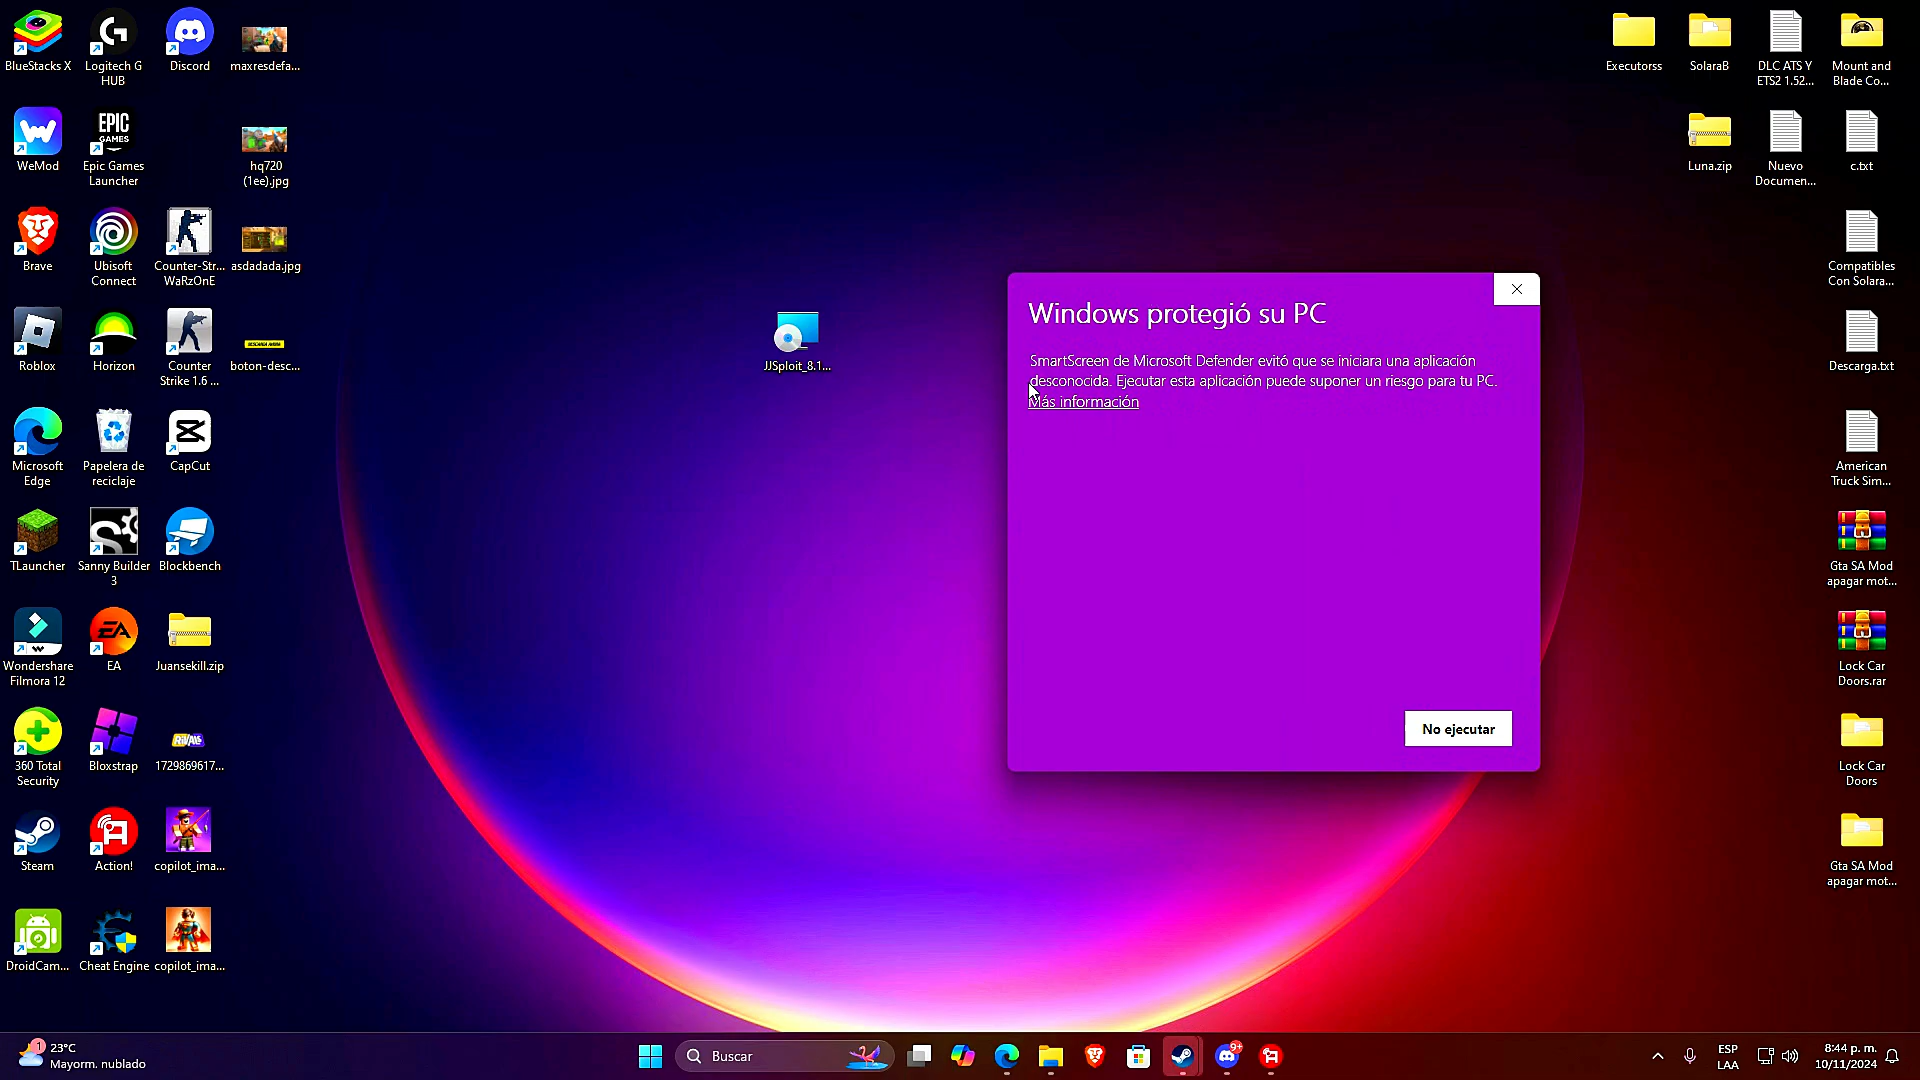 BlueStacks X
Logitech G
HUB
Discord
maxresdefa...
WeMod
EPIC
GAMES
Epic Games
Launcher
hq720
(1ee).jpg
Brave
Ubisoft
Connect
Counter-Str...
WaRzOnE
asdadada.jpg
Roblox
Horizon
Counter
Strike 1.6 ...
boton-desc...
Microsoft
Edge
Papelera de
reciclaje
CapCut
TLauncher
Sanny Builder
3
Blockbench
Wondershare
Filmora 12
EA
EA
Juansekill.zip
360 Total
Security
Bloxstrap
RIVALS
1729869617...
Steam
Action!
copilot_ima...
DroidCam...
Cheat Engine
copilot_ima...
JJSploit_8.1...
Windows protegió su PC
SmartScreen de Microsoft Defender evitó que se iniciara una aplicación
desconocida. Ejecutar esta aplicación puede suponer un riesgo para tu PC.
Más información
No ejecutar
Executorss
SolaraB
DLC ATS Y
ETS2 1.52...
Mount and
Blade Co...
Luna.zip
Nuevo
Documen...
c.txt
Compatibles
Con Solara...
Descarga.txt
American
Truck Sim...
Gta SA Mod
apagar mot...
Lock Car
Doors.rar
Lock Car
Doors
Gta SA Mod
apagar mot...
1
23°C
Mayorm. nublado
Buscar
9+
ESP
LAA
8:44 p. m.
10/11/2024